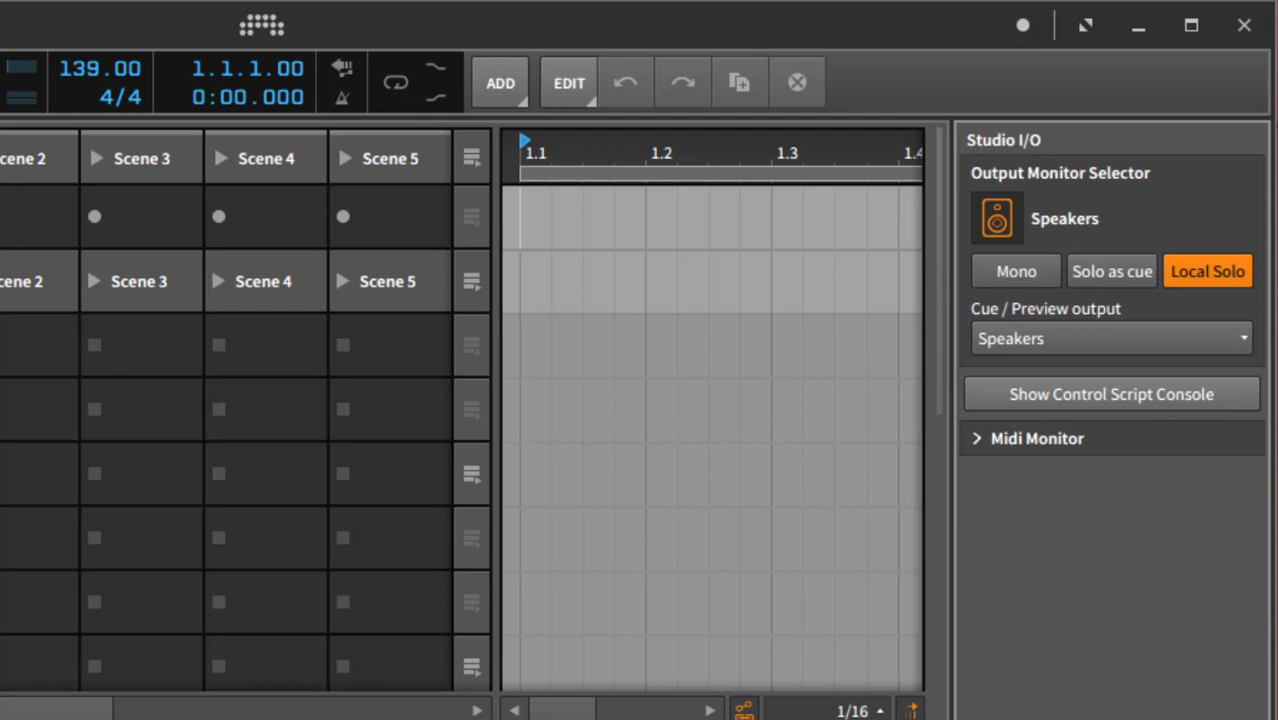 139.00
4/4
1.1.1.00
0:00.000
ADD
EDIT
cene 2
Scene 3
Scene 4
Scene 5
1.1
1.2
1.3
1.4
cene 2
Scene 3
Scene 4
Scene 5
1/16
Studio I/O
Output Monitor Selector
Speakers
Mono
Solo as cue
Local Solo
Cue / Preview output
Speakers
Show Control Script Console
Midi Monitor